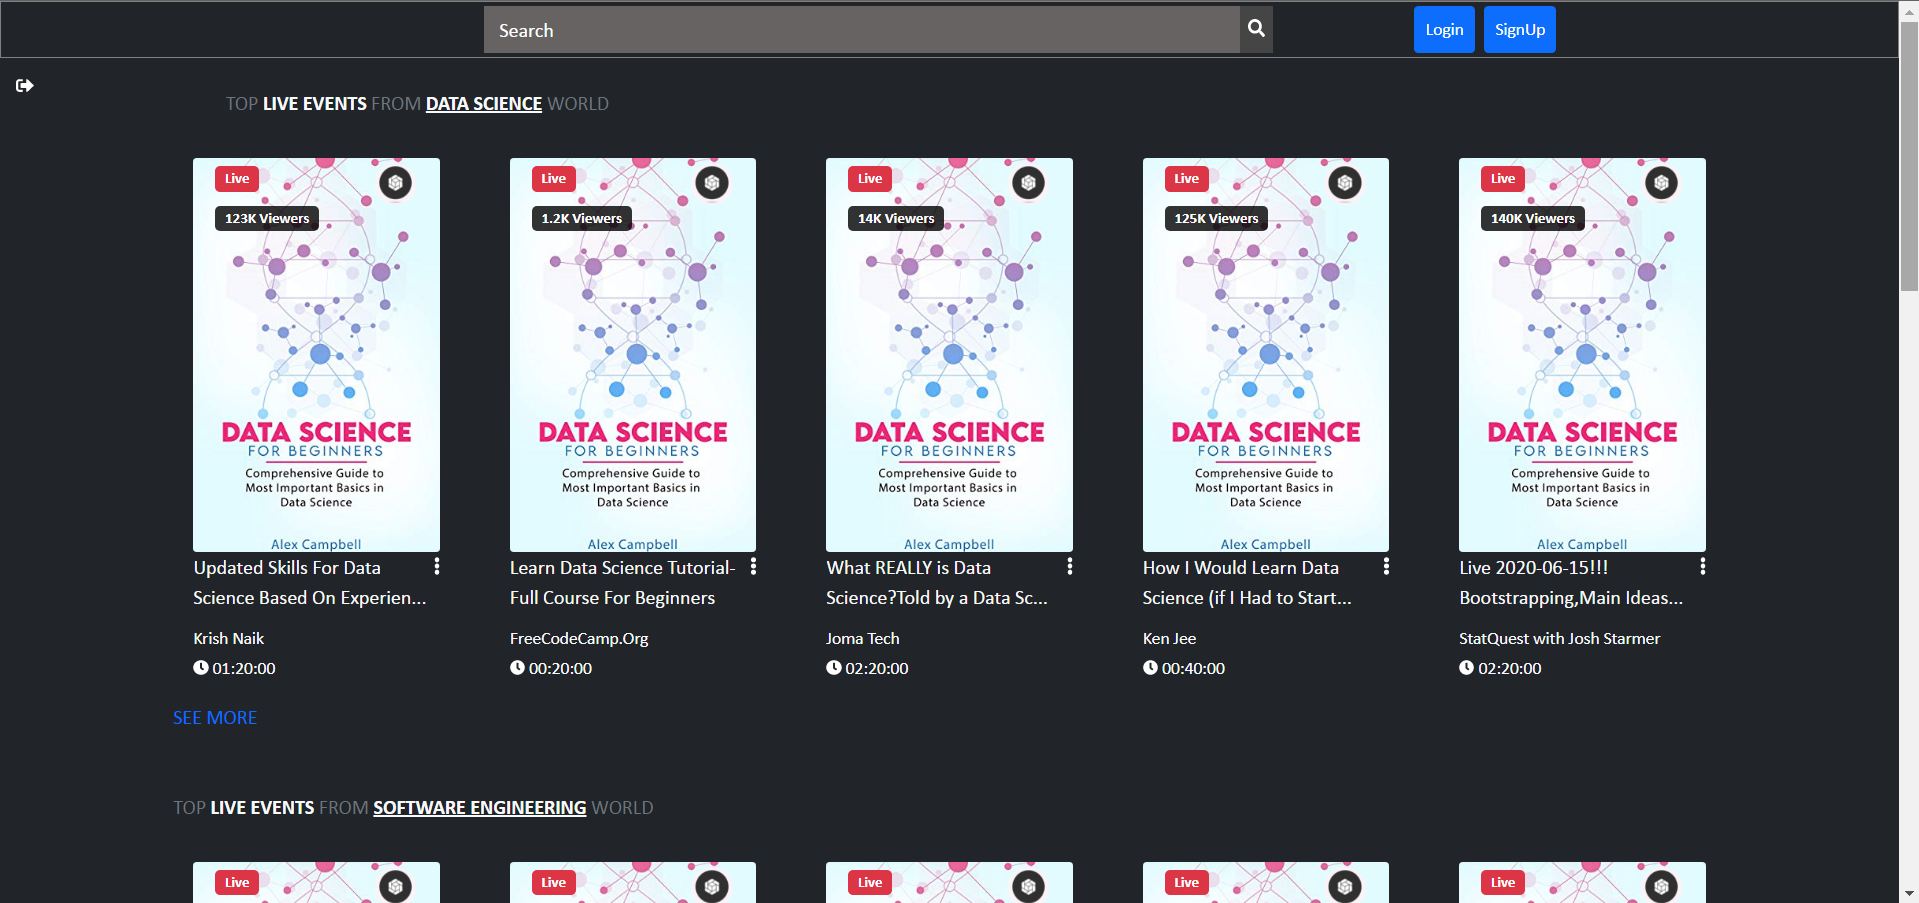 Search
Login
SignUp
TOP LIVE EVENTS FROM DATA SCIENCE WORLD
Live
123K Viewers
DATA SCIENCE
FOR BEGINNERS
Comprehensive Guide to
Most Important Basics in
Data Science
Alex Campbell
Updated Skills For Data
Science Based On Experien...
Krish Naik
01:20:00
Live
1.2K Viewers
DATA SCIENCE
FOR BEGINNERS
Comprehensive Guide to
Most Important Basics in
Data Science
Alex Campbell
Learn Data Science Tutorial-
Full Course For Beginners
FreeCodeCamp.Org
00:20:00
Live
14K Viewers
DATA SCIENCE
FOR BEGINNERS
Comprehensive Guide to
Most Important Basics in
Data Science
Alex Campbell
What REALLY is Data
Science?Told by a Data Sc...
Joma Tech
02:20:00
Live
125K Viewers
DATA SCIENCE
FOR BEGINNERS
Comprehensive Guide to
Most Important Basics in
Data Science
Alex Campbell
How I Would Learn Data
Science (if I Had to Start...
Ken Jee
00:40:00
Live
140K Viewers
DATA SCIENCE
FOR BEGINNERS
Comprehensive Guide to
Most Important Basics in
Data Science
Alex Campbell
Live 2020-06-15!!!
Bootstrapping,Main Ideas...
StatQuest with Josh Starmer
02:20:00
SEE MORE
TOP LIVE EVENTS FROM SOFTWARE ENGINEERING WORLD
Live
Live
Live
Live
Live